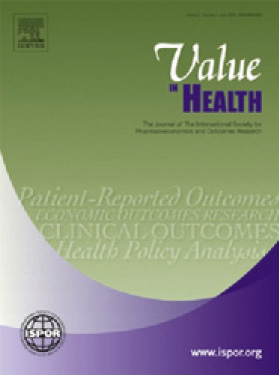 Value
IN HEALTH
The Journal of The International Society for
Pharmacoeconomics and Outcomes Research
Patient-Reported Outcomes
ECONOMIC OUTCOMES RESEARCH
CLINICAL OUTCOMES
Health Policy Analysis
ISPOR
www.ispor.org